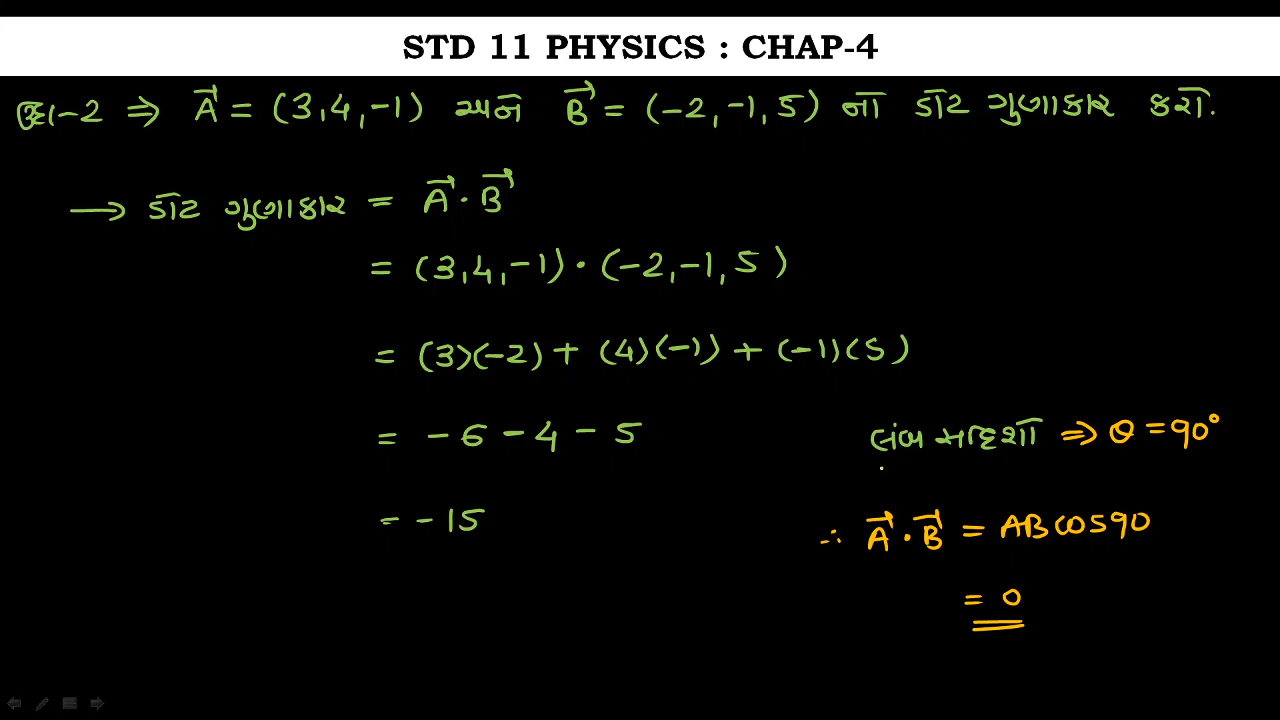 STD 11 PHYSICS : CHAP-4
ઉદા-2 ⇒ A⃗ = (3,4,-1) અને B⃗ = (-2,-1,5) નો ડોટ ગુણાકાર કરો.
→ ડોટ ગુણાકાર = A⃗ · B⃗
= (3,4,-1) · (-2,-1,5)
= (3)(-2) + (4)(-1) + (-1)(5)
= -6 - 4 - 5
= -15
લંબ સદિશો ⇒ θ = 90°
∴ A⃗ · B⃗ = AB cos90
= 0